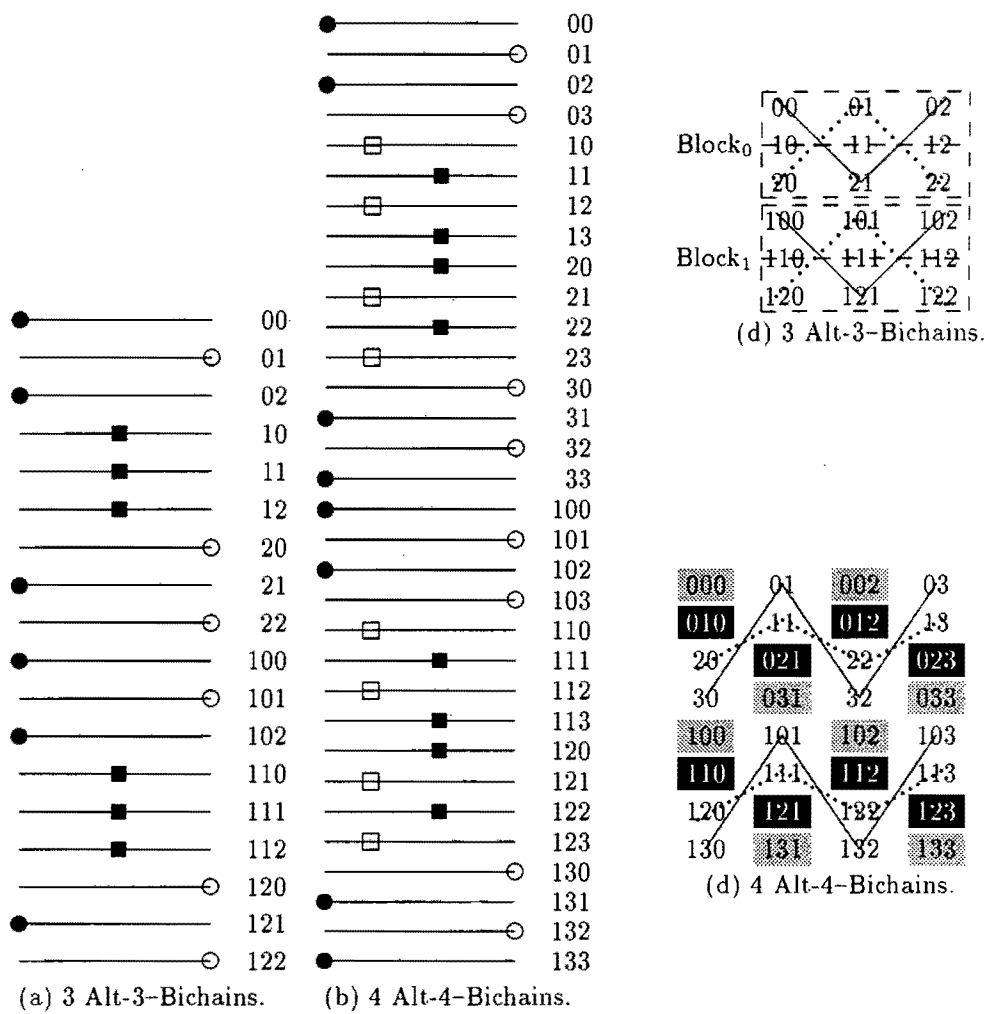 00
01
02
10
11
12
20
21
22
100
101
102
110
111
112
120
121
122
(a) 3 Alt-3-Bichains.
00
01
02
03
10
11
12
13
20
21
22
23
30
31
32
33
100
101
102
103
110
111
112
113
120
121
122
123
130
131
132
133
(b) 4 Alt-4-Bichains.
00 01 02
Block₀ 10 11 12
20 21 22
100 101 102
Block₁ 110 111 112
120 121 122
(d) 3 Alt-3-Bichains.
000 01 002 03
010 11 012 13
20 021 22 023
30 031 32 033
100 101 102 103
110 111 112 113
120 121 122 123
130 131 132 133
(d) 4 Alt-4-Bichains.